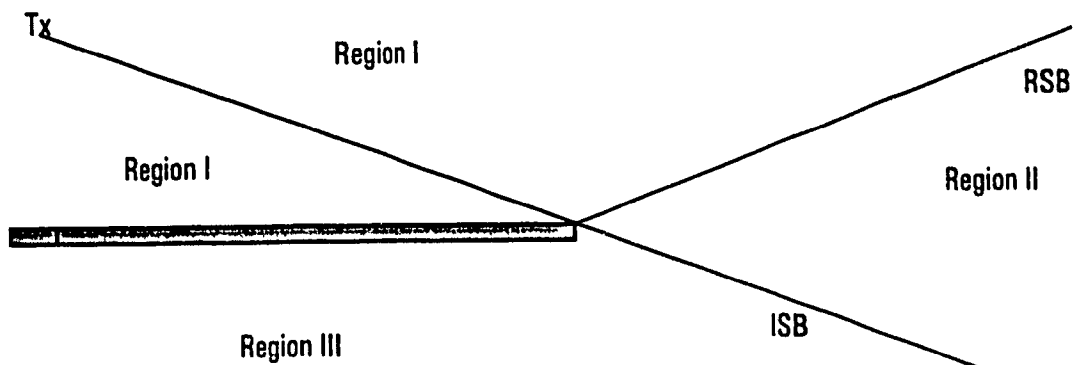 Tx
Region I
RSB
Region I
Region II
ISB
Region III